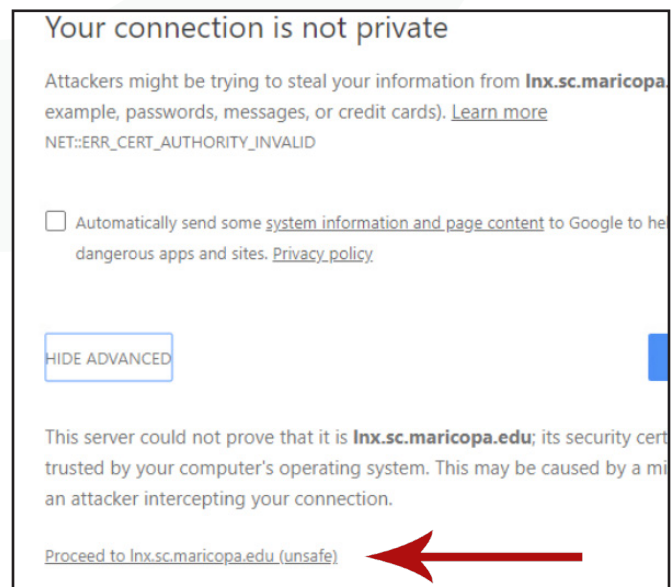 Your connection is not private
Attackers might be trying to steal your information from lnx.sc.maricopa.
example, passwords, messages, or credit cards). Learn more
NET::ERR_CERT_AUTHORITY_INVALID
Automatically send some system information and page content to Google to hel
dangerous apps and sites. Privacy policy
HIDE ADVANCED
This server could not prove that it is lnx.sc.maricopa.edu; its security cert
trusted by your computer's operating system. This may be caused by a mi
an attacker intercepting your connection.
Proceed to lnx.sc.maricopa.edu (unsafe)